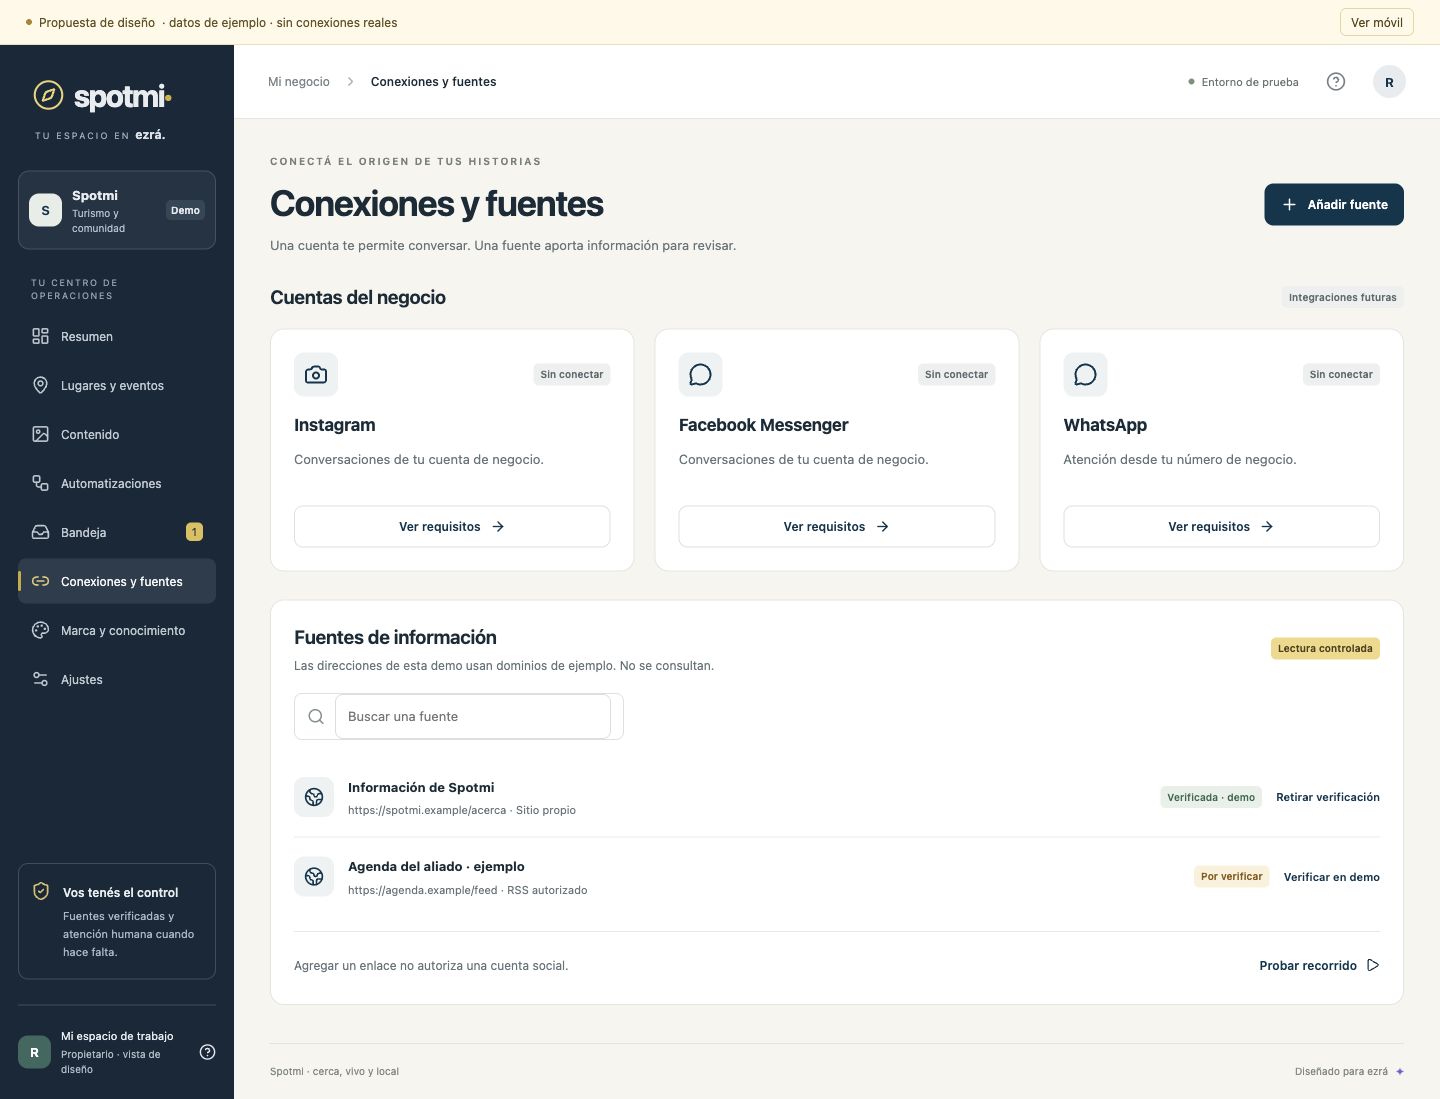 Propuesta de diseño · datos de ejemplo · sin conexiones reales
Ver móvil
spotmi
TU ESPACIO EN ezrá.
S
Spotmi
Turismo y
comunidad
Demo
TU CENTRO DE
OPERACIONES
Resumen
Lugares y eventos
Contenido
Automatizaciones
Bandeja
1
Conexiones y fuentes
Marca y conocimiento
Ajustes
Vos tenés el control
Fuentes verificadas y
atención humana cuando
hace falta.
R
Mi espacio de trabajo
Propietario · vista de
diseño
Mi negocio
Conexiones y fuentes
Entorno de prueba
R
CONECTÁ EL ORIGEN DE TUS HISTORIAS
Conexiones y fuentes
Añadir fuente
Una cuenta te permite conversar. Una fuente aporta información para revisar.
Cuentas del negocio
Integraciones futuras
Sin conectar
Instagram
Conversaciones de tu cuenta de negocio.
Ver requisitos
Sin conectar
Facebook Messenger
Conversaciones de tu cuenta de negocio.
Ver requisitos
Sin conectar
WhatsApp
Atención desde tu número de negocio.
Ver requisitos
Fuentes de información
Las direcciones de esta demo usan dominios de ejemplo. No se consultan.
Lectura controlada
Buscar una fuente
Información de Spotmi
https://spotmi.example/acerca · Sitio propio
Verificada · demo
Retirar verificación
Agenda del aliado · ejemplo
https://agenda.example/feed · RSS autorizado
Por verificar
Verificar en demo
Agregar un enlace no autoriza una cuenta social.
Probar recorrido
Spotmi · cerca, vivo y local
Diseñado para ezrá